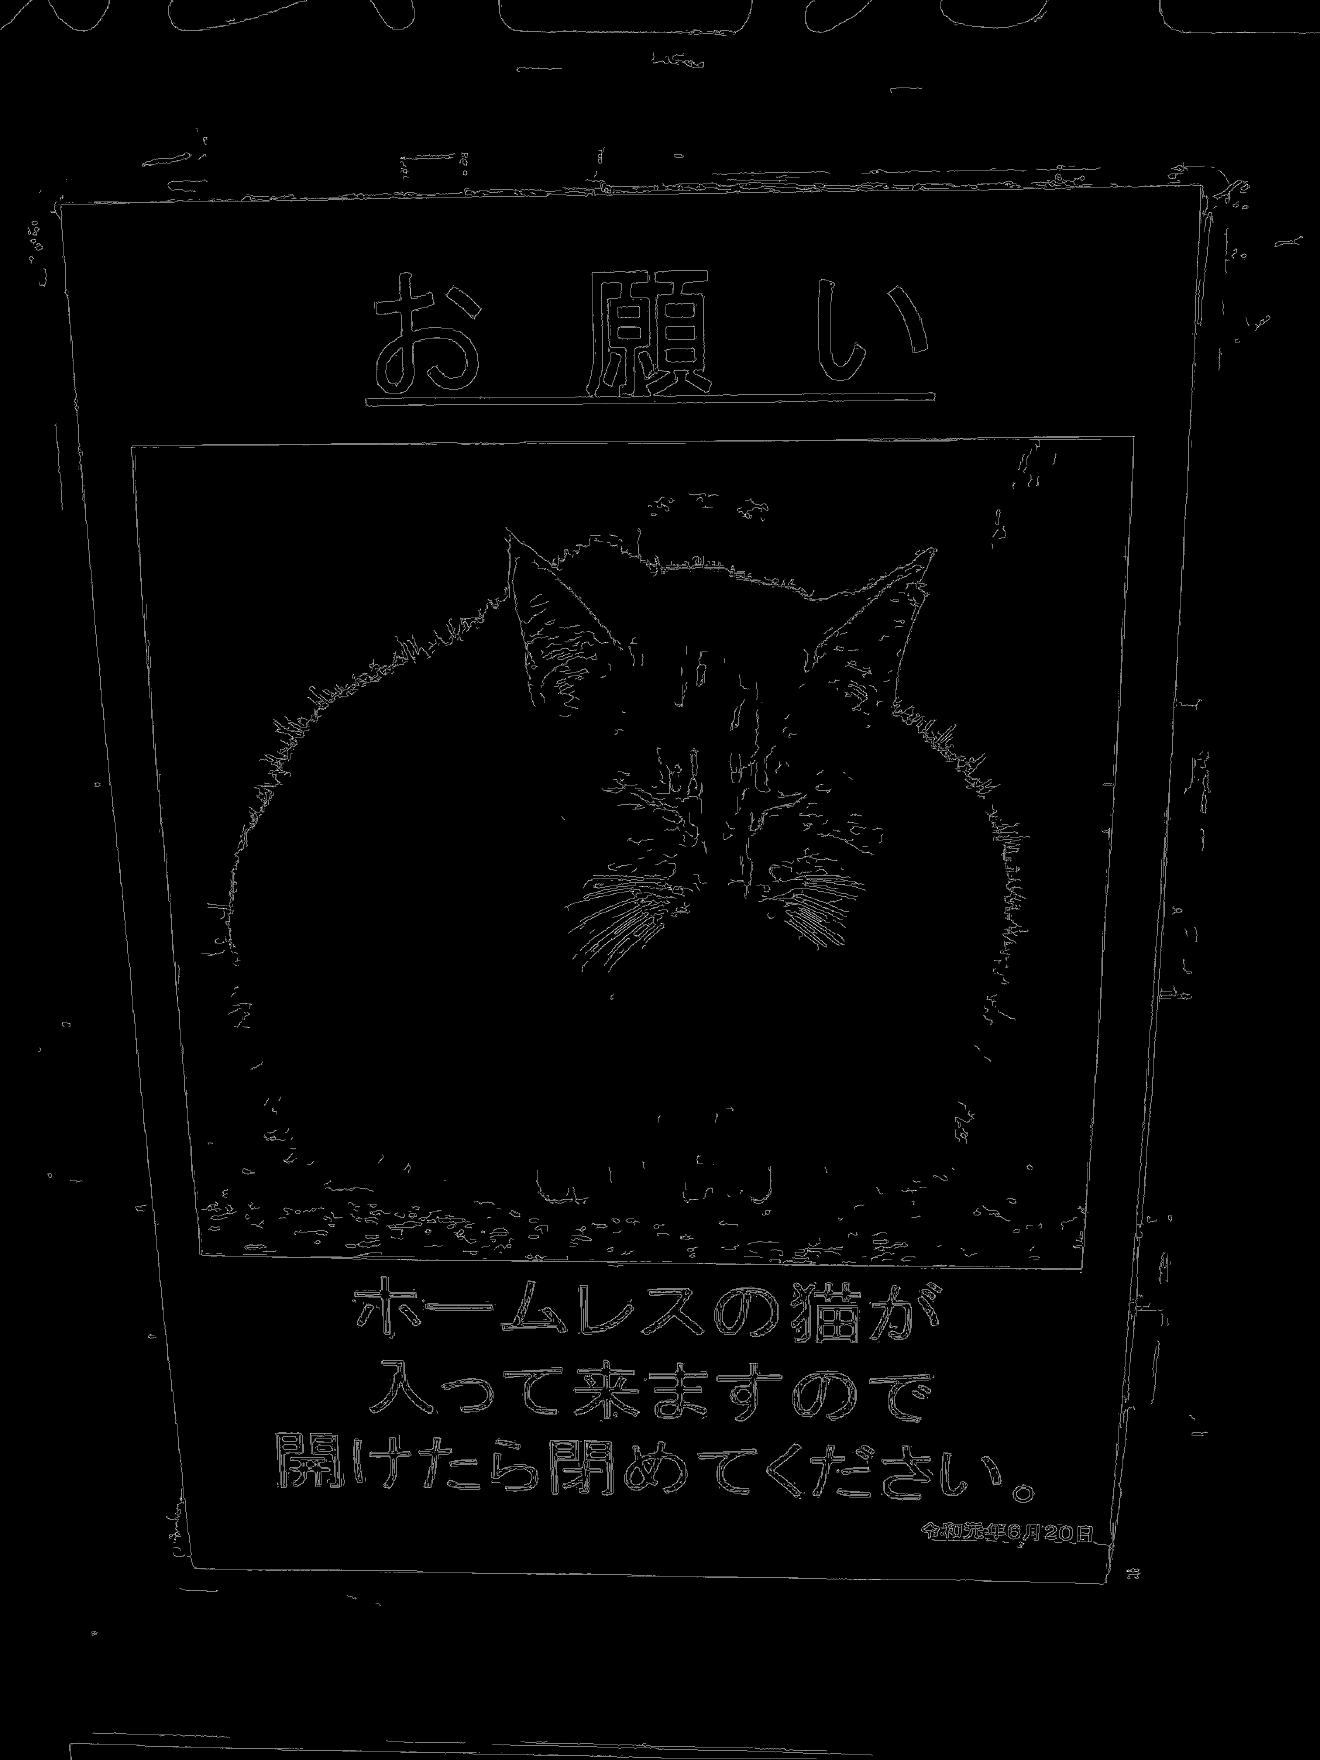 お願い
ホームレスの猫が
入って来ますので
開けたら閉めてください。
令和元年6月20日